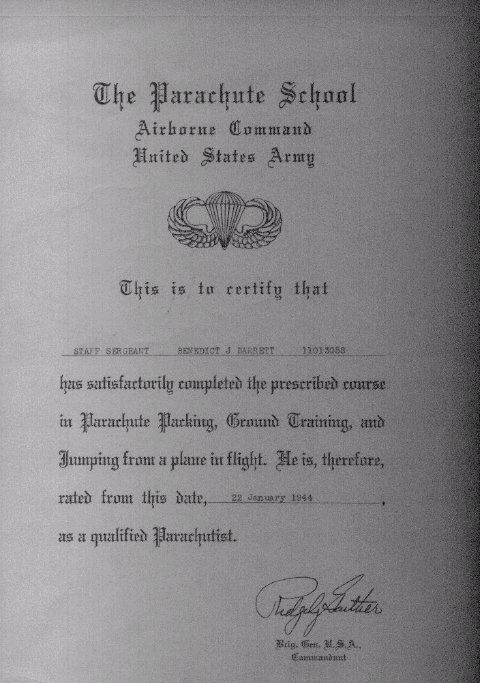 The Parachute School
Airborne Command
United States Army
This is to certify that
STAFF SERGEANT BENEDICT J BARRETT 11013058
has satisfactorily completed the prescribed course
in Parachute Packing, Ground Training, and
Jumping from a plane in flight. He is, therefore,
rated from this date, 22 January 1944,
as a qualified Parachutist.
Ridgely Gaither
Brig. Gen. U.S.A.,
Commandant